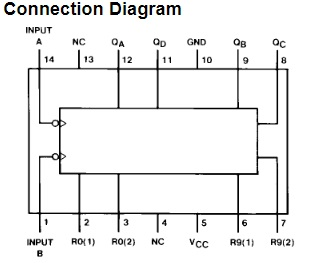 Connection Diagram
INPUT
A NC QA QD GND QB QC
14 13 12 11 10 9 8
1 2 3 4 5 6 7
INPUT
B R0(1) R0(2) NC VCC R9(1) R9(2)